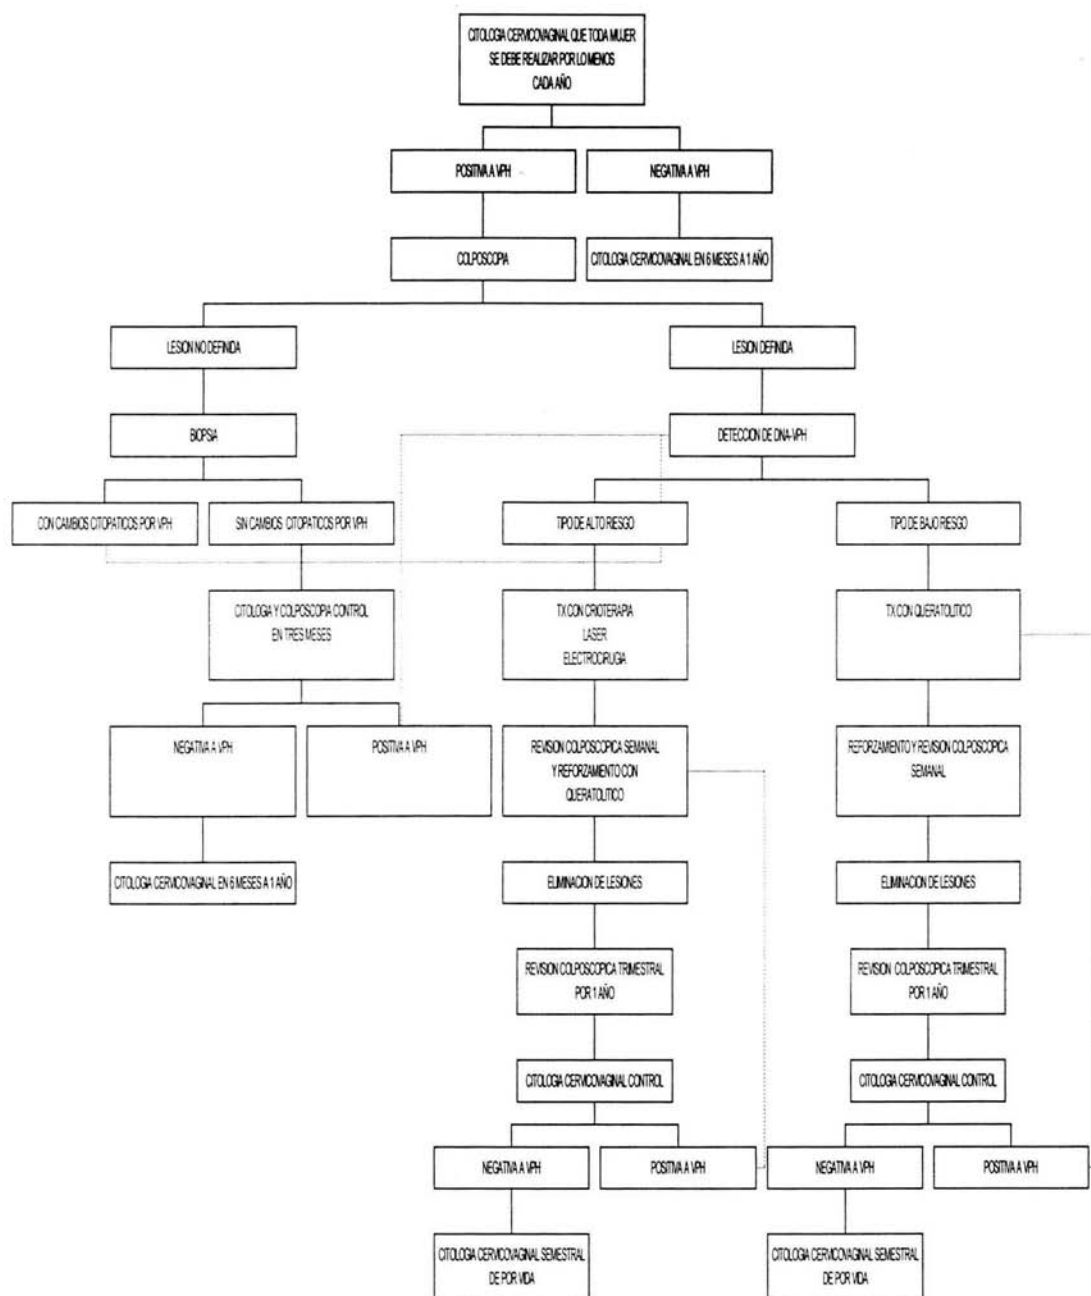 CITOLOGIA CERVICOVAGINAL QUE TODA MUJER
SE DEBE REALIZAR POR LO MENOS
CADA AÑO
POSITIVA A VPH
NEGATIVA A VPH
COLPOSCOPIA
CITOLOGIA CERVICOVAGINAL EN 6 MESES A 1 AÑO
LESION NO DEFINIDA
LESION DEFINIDA
BIOPSIA
DETECCION DE DNA-VPH
CON CAMBIOS CITOPATICOS POR VPH
SIN CAMBIOS CITOPATICOS POR VPH
TIPO DE ALTO RIESGO
TIPO DE BAJO RIESGO
CITOLOGIA Y COLPOSCOPIA CONTROL
EN TRES MESES
TX CON CRIOTERAPIA
LASER
ELECTROCIRUGIA
TX CON QUERATOLITICO
NEGATIVA A VPH
POSITIVA A VPH
REVISION COLPOSCOPICA SEMANAL
Y REFORZAMIENTO CON
QUERATOLITICO
REFORZAMIENTO Y REVISION COLPOSCOPICA
SEMANAL
CITOLOGIA CERVICOVAGINAL EN 6 MESES A 1 AÑO
ELIMINACION DE LESIONES
ELIMINACION DE LESIONES
REVISION COLPOSCOPICA TRIMESTRAL
POR 1 AÑO
REVISION COLPOSCOPICA TRIMESTRAL
POR 1 AÑO
CITOLOGIA CERVICOVAGINAL CONTROL
CITOLOGIA CERVICOVAGINAL CONTROL
NEGATIVA A VPH
POSITIVA A VPH
NEGATIVA A VPH
POSITIVA A VPH
CITOLOGIA CERVICOVAGINAL SEMESTRAL
DE POR VIDA
CITOLOGIA CERVICOVAGINAL SEMESTRAL
DE POR VIDA